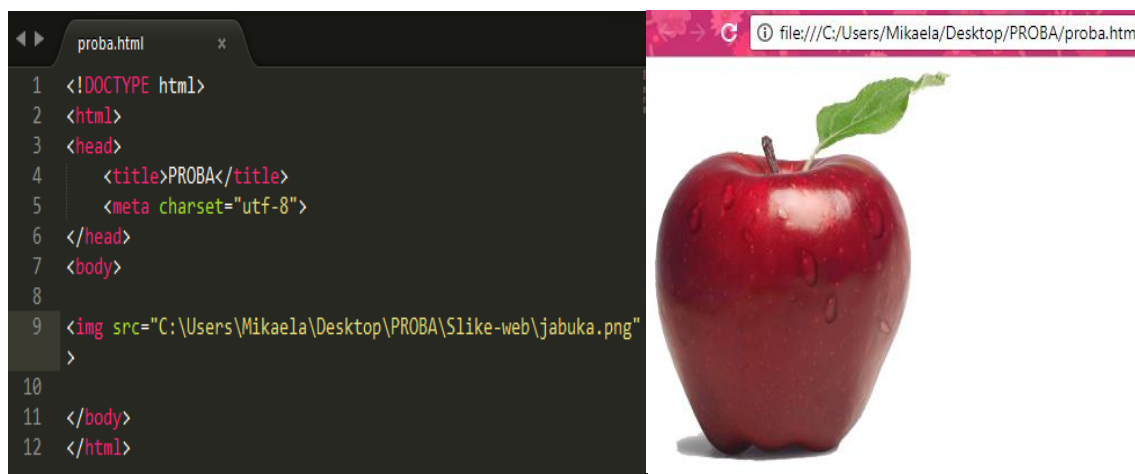 proba.html ×
1 <!DOCTYPE html>
2 <html>
3 <head>
4 <title>PROBA</title>
5 <meta charset="utf-8">
6 </head>
7 <body>
8
9 <img src="C:\Users\Mikaela\Desktop\PROBA\Slike-web\jabuka.png"
>
10
11 </body>
12 </html>
file:///C:/Users/Mikaela/Desktop/PROBA/proba.htm